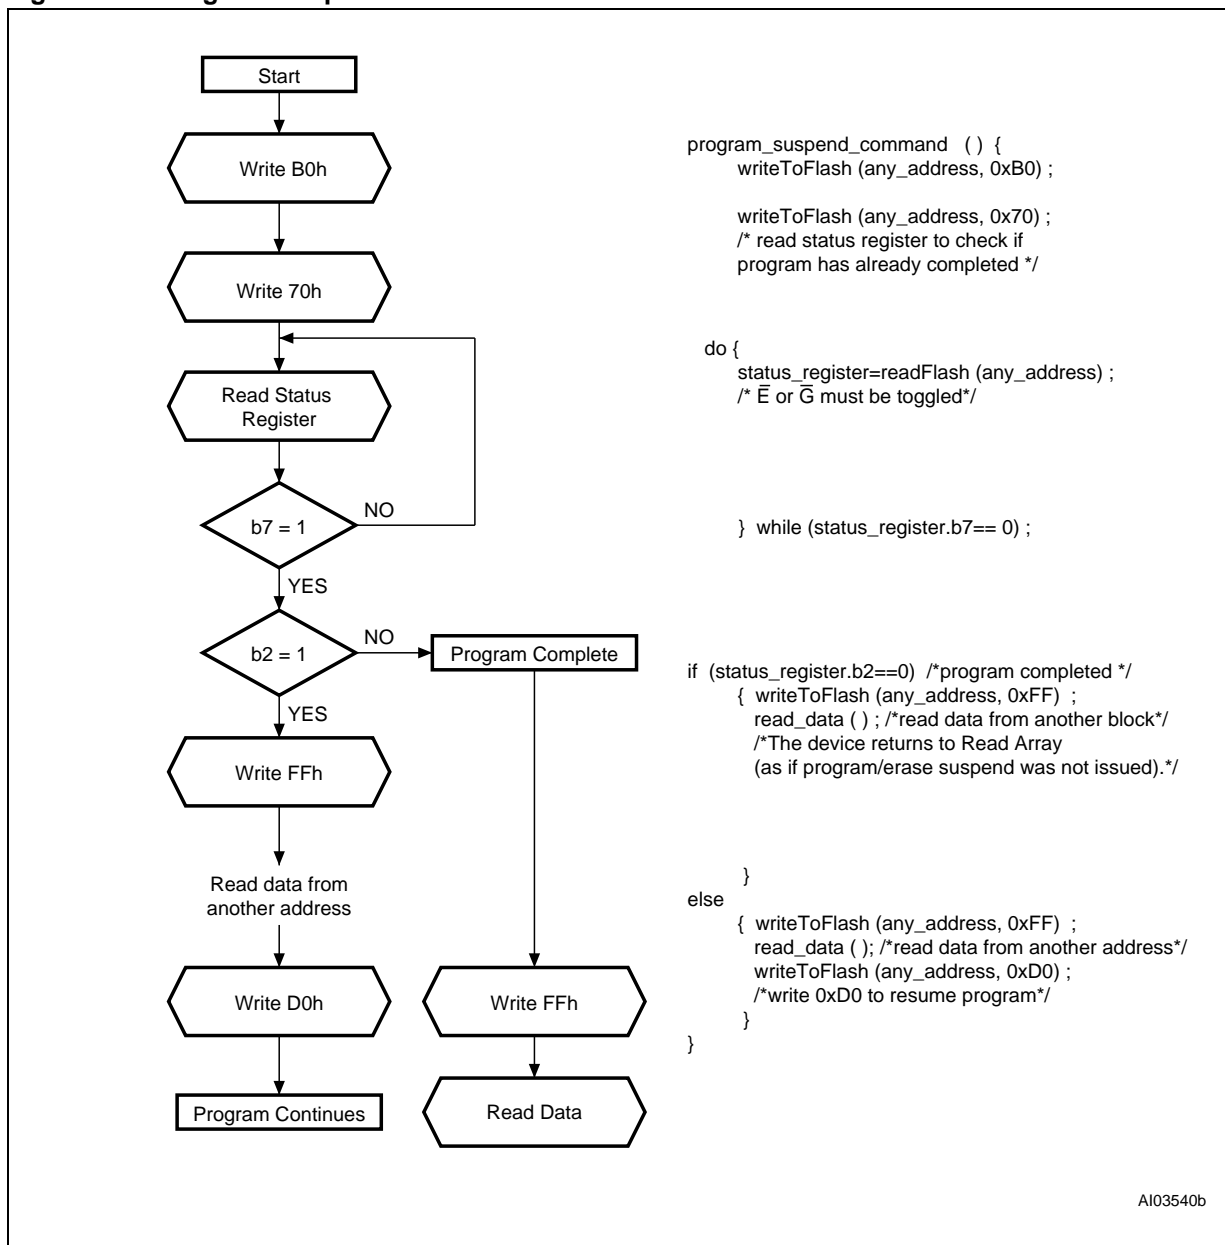 Start
Write B0h
Write 70h
Read Status
Register
NO
b7 = 1
YES
NO
b2 = 1
Program Complete
YES
Write FFh
Read data from
another address
Write D0h
Write FFh
Program Continues
Read Data
program_suspend_command ( ) {
writeToFlash (any_address, 0xB0) ;
writeToFlash (any_address, 0x70) ;
/* read status register to check if
program has already completed */
do {
status_register=readFlash (any_address) ;
/* E̅ or G̅ must be toggled*/
} while (status_register.b7== 0) ;
if (status_register.b2==0) /*program completed */
{ writeToFlash (any_address, 0xFF) ;
read_data ( ) ; /*read data from another block*/
/*The device returns to Read Array
(as if program/erase suspend was not issued).*/
}
else
{ writeToFlash (any_address, 0xFF) ;
read_data ( ); /*read data from another address*/
writeToFlash (any_address, 0xD0) ;
/*write 0xD0 to resume program*/
}
}
AI03540b